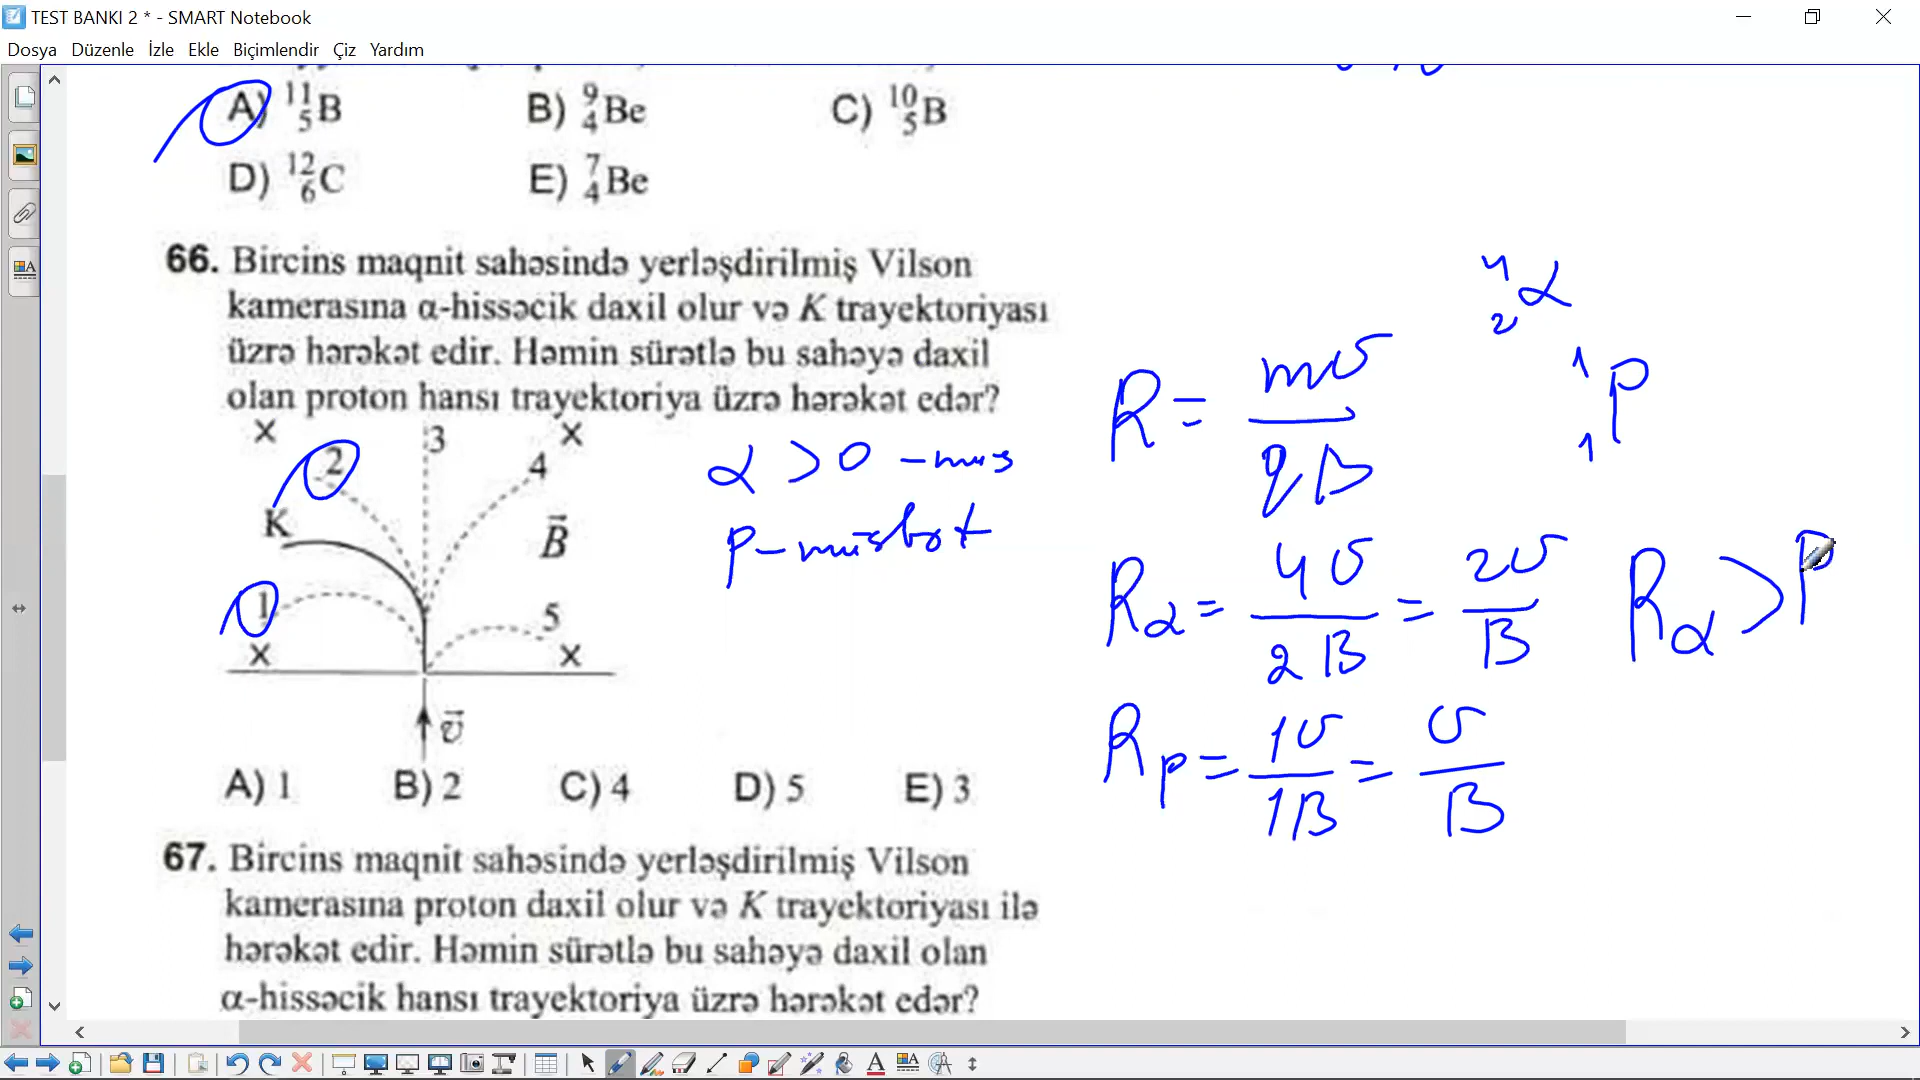 TEST BANKI 2 * - SMART Notebook
Dosya Düzenle İzle Ekle Biçimlendir Çiz Yardım
A) ¹¹₅B B) ⁹₄Be C) ¹⁰₅B
D) ¹²₆C E) ⁷₄Be
66. Bircins maqnit sahəsində yerləşdirilmiş Vilson
kamerasına α-hissəcik daxil olur və K trayektoriyası
üzrə hərəkət edir. Həmin sürətlə bu sahəyə daxil
olan proton hansı trayektoriya üzrə hərəkət edər?
X 3 X
2 4
K B⃗
1 5
X X
v⃗
α > 0 - müs
p - müsbət
⁴₂α
¹₁P
R = mυ / qB
Rα = 4υ / 2B = 2υ / B Rα > P
Rp = 1υ / 1B = υ / B
A) 1 B) 2 C) 4 D) 5 E) 3
67. Bircins maqnit sahəsində yerləşdirilmiş Vilson
kamerasına proton daxil olur və K trayektoriyası ilə
hərəkət edir. Həmin sürətlə bu sahəyə daxil olan
α-hissəcik hansı trayektoriya üzrə hərəkət edər?